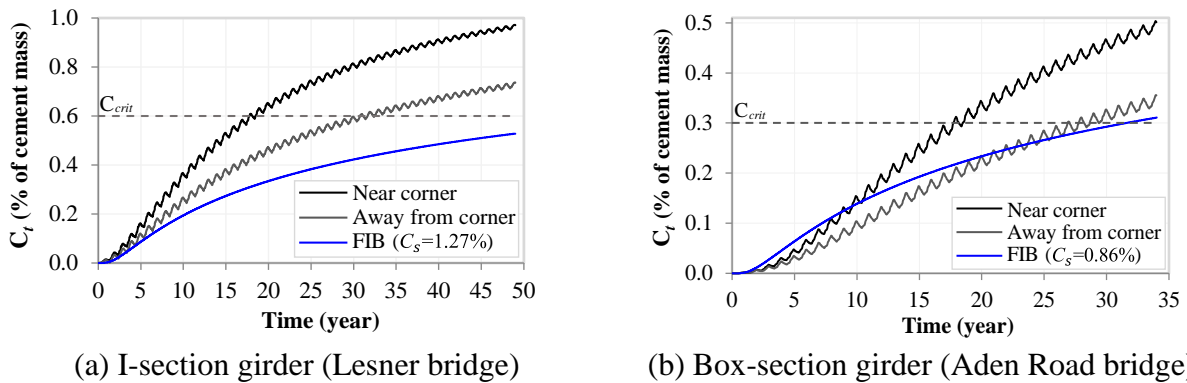 1.0
0.8
0.6
0.4
0.2
0.0
C_t (% of cement mass)
C_crit
Near corner
Away from corner
FIB (C_s=1.27%)
0 5 10 15 20 25 30 35 40 45 50
Time (year)
(a) I-section girder (Lesner bridge)
0.5
0.4
0.3
0.2
0.1
0.0
C_t (% of cement mass)
C_crit
Near corner
Away from corner
FIB (C_s=0.86%)
0 5 10 15 20 25 30 35
Time (year)
(b) Box-section girder (Aden Road bridge)